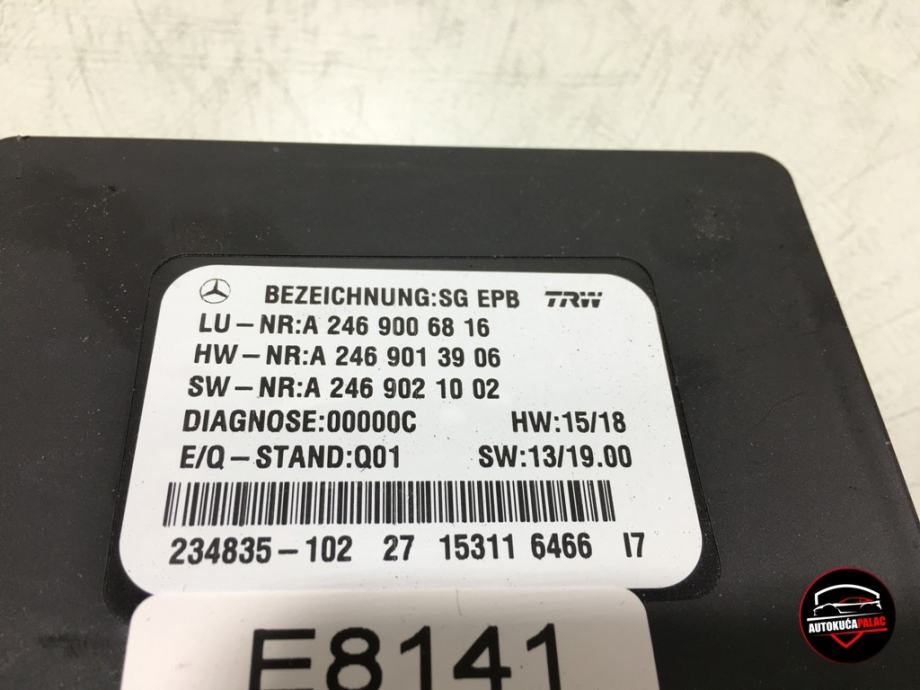 BEZEICHNUNG:SG EPB TRW
LU-NR:A 246 900 68 16
HW-NR:A 246 901 39 06
SW-NR:A 246 902 10 02
DIAGNOSE:00000C HW:15/18
E/Q-STAND:Q01 SW:13/19.00
234835-102 27 15311 6466 I7
E8141
AUTOKUĆAPALAC